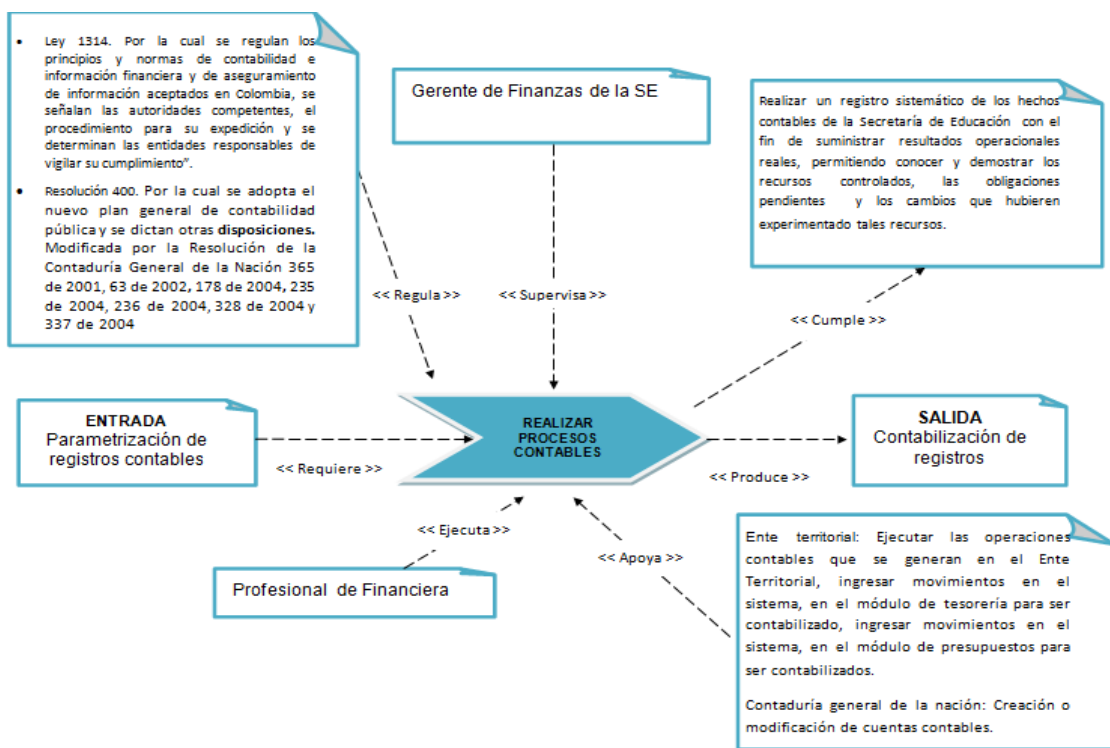 • Ley 1314. Por la cual se regulan los
principios y normas de contabilidad e
información financiera y de aseguramiento
de información aceptados en Colombia, se
señalan las autoridades competentes, el
procedimiento para su expedición y se
determinan las entidades responsables de
vigilar su cumplimiento”.
• Resolución 400. Por la cual se adopta el
nuevo plan general de contabilidad
pública y se dictan otras disposiciones.
Modificada por la Resolución de la
Contaduría General de la Nación 365
de 2001, 63 de 2002, 178 de 2004, 235
de 2004, 236 de 2004, 328 de 2004 y
337 de 2004
Gerente de Finanzas de la SE
Realizar un registro sistemático de los hechos
contables de la Secretaría de Educación con el
fin de suministrar resultados operacionales
reales, permitiendo conocer y demostrar los
recursos controlados, las obligaciones
pendientes y los cambios que hubieren
experimentado tales recursos.
<< Regula >>
<< Supervisa >>
<< Cumple >>
ENTRADA
Parametrización de
registros contables
<< Requiere >>
REALIZAR
PROCESOS
CONTABLES
<< Produce >>
SALIDA
Contabilización de
registros
<< Ejecuta >>
<< Apoya >>
Profesional de Financiera
Ente territorial: Ejecutar las operaciones
contables que se generan en el Ente
Territorial, ingresar movimientos en el
sistema, en el módulo de tesorería para ser
contabilizado, ingresar movimientos en el
sistema, en el módulo de presupuestos para
ser contabilizados.
Contaduría general de la nación: Creación o
modificación de cuentas contables.